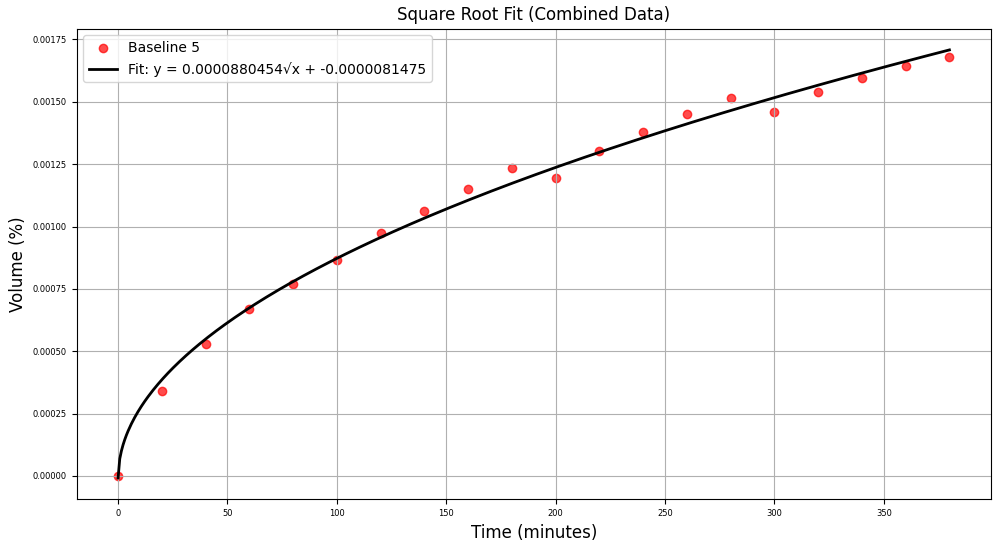 Square Root Fit (Combined Data)
Baseline 5
Fit: y = 0.0000880454√x + -0.0000081475
Volume (%)
0.00175
0.00150
0.00125
0.00100
0.00075
0.00050
0.00025
0.00000
0 50 100 150 200 250 300 350
Time (minutes)